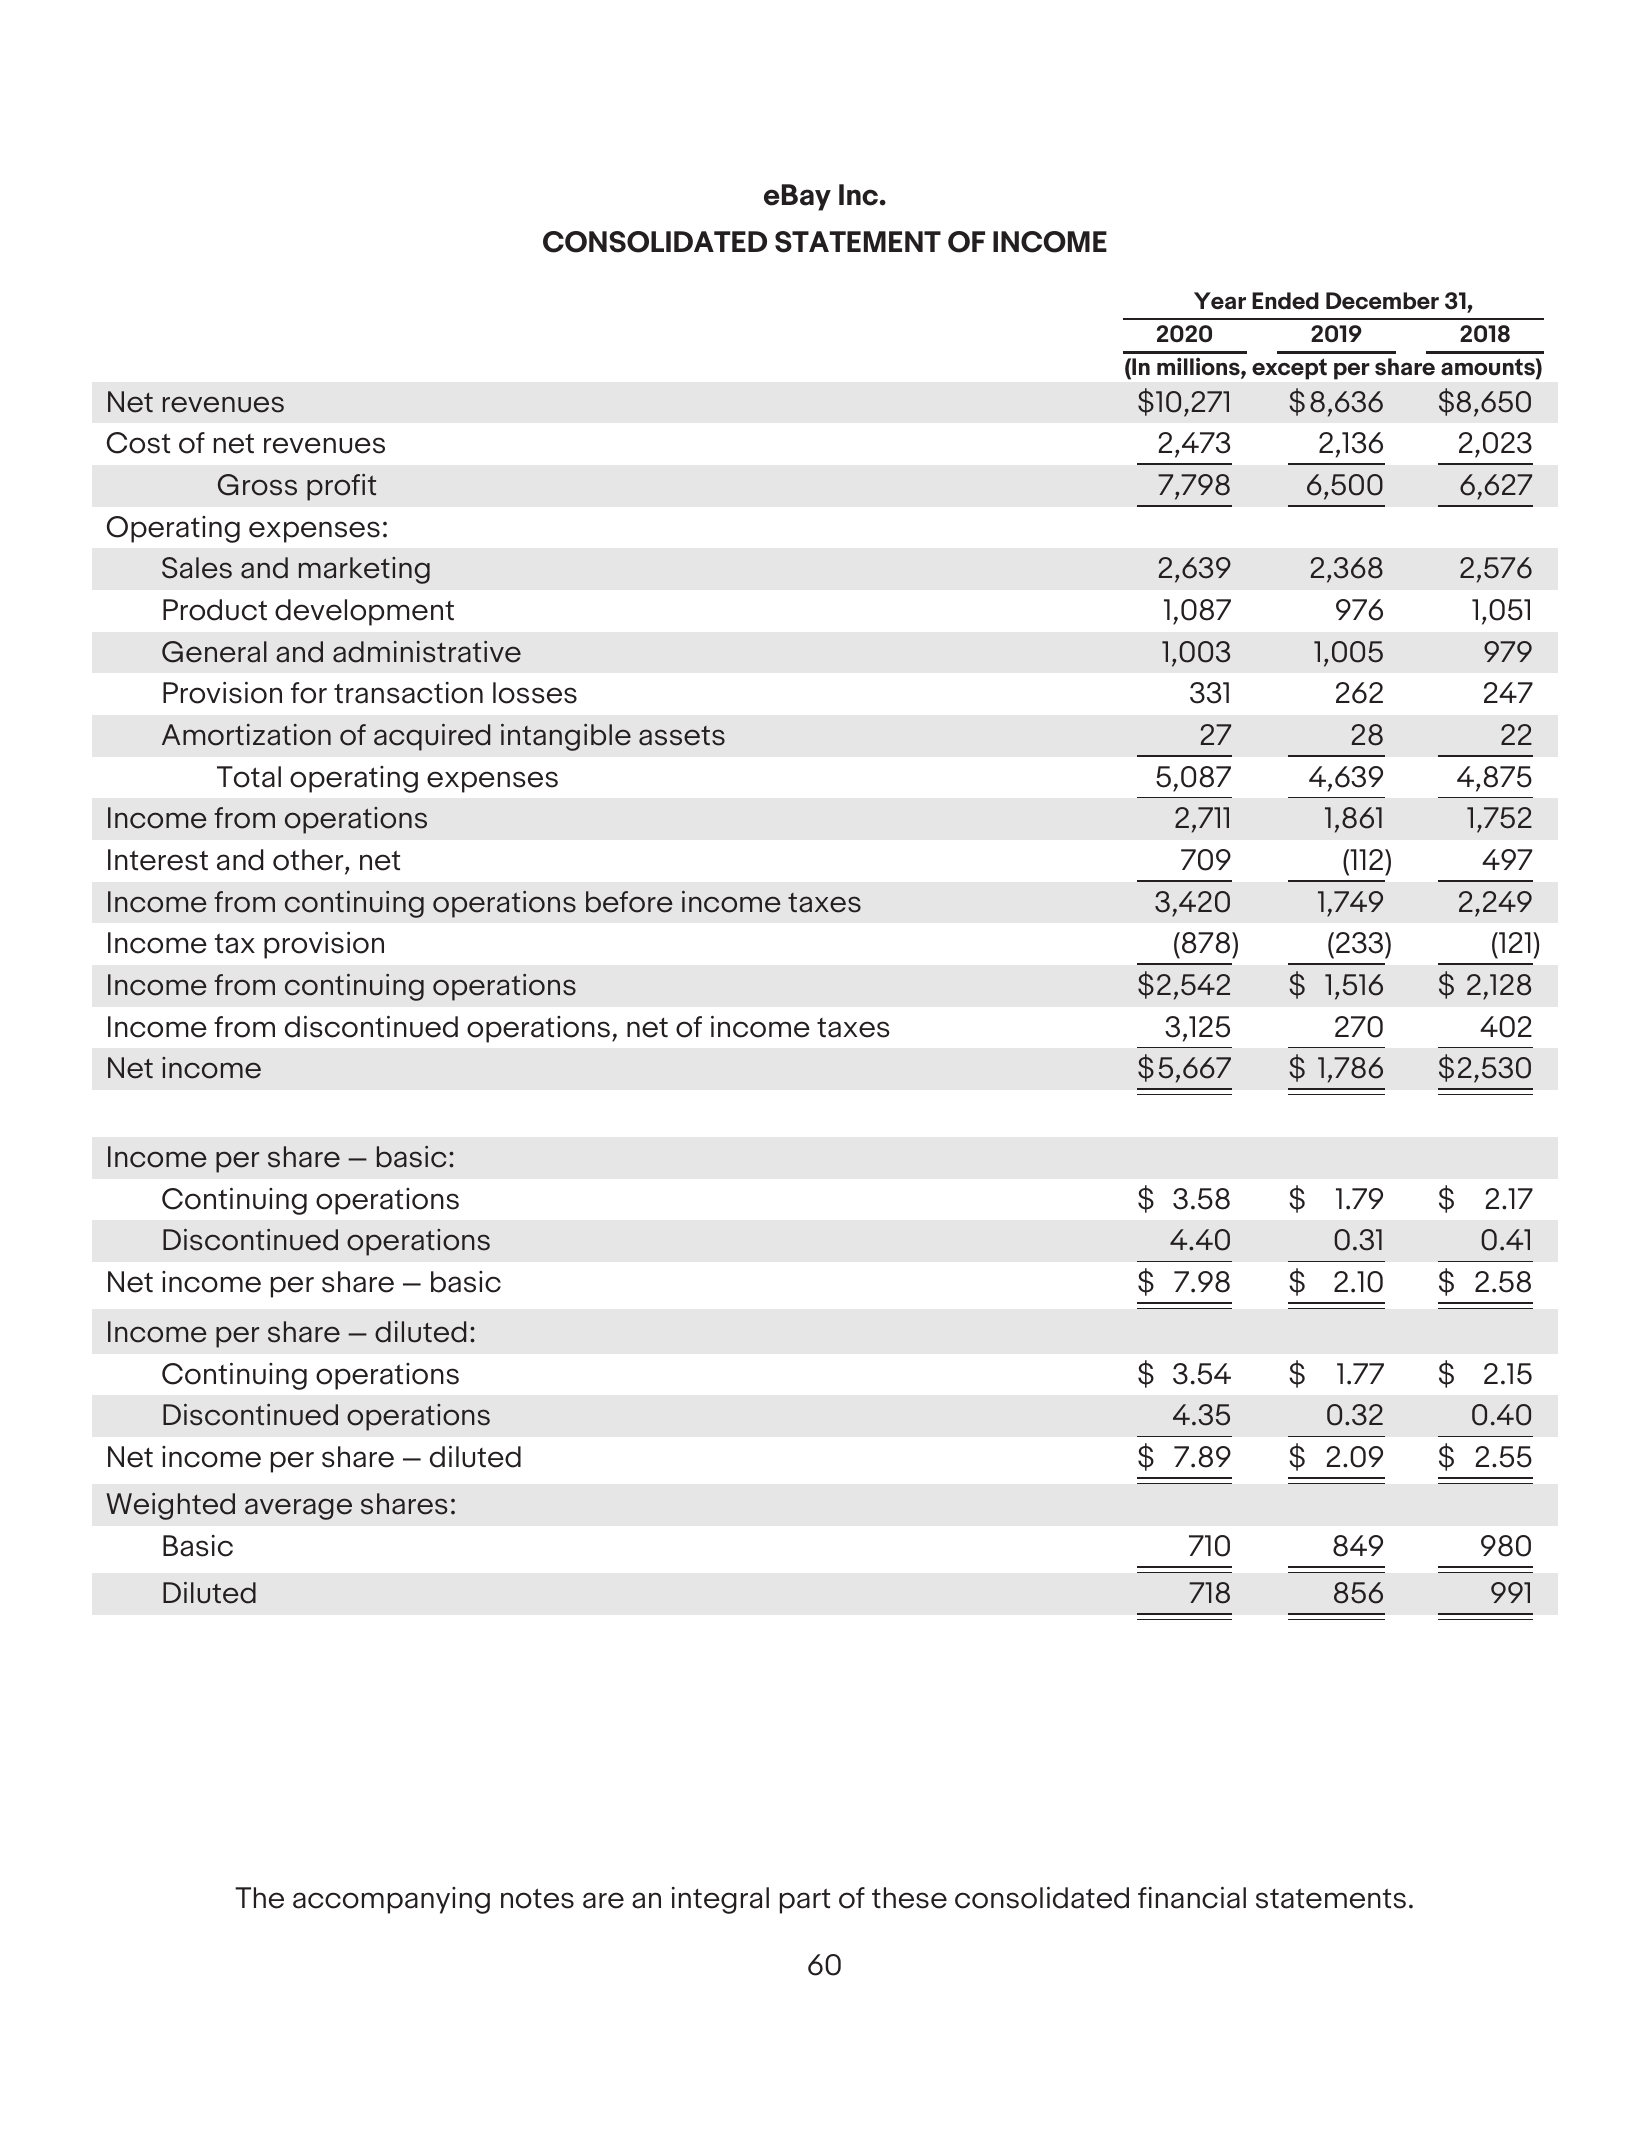 eBay Inc.
CONSOLIDATED STATEMENT OF INCOME
Year Ended December 31,
2020 2019 2018
(In millions, except per share amounts)
Net revenues $10,271 $8,636 $8,650
Cost of net revenues 2,473 2,136 2,023
Gross profit 7,798 6,500 6,627
Operating expenses:
Sales and marketing 2,639 2,368 2,576
Product development 1,087 976 1,051
General and administrative 1,003 1,005 979
Provision for transaction losses 331 262 247
Amortization of acquired intangible assets 27 28 22
Total operating expenses 5,087 4,639 4,875
Income from operations 2,711 1,861 1,752
Interest and other, net 709 (112) 497
Income from continuing operations before income taxes 3,420 1,749 2,249
Income tax provision (878) (233) (121)
Income from continuing operations $2,542 $ 1,516 $ 2,128
Income from discontinued operations, net of income taxes 3,125 270 402
Net income $5,667 $ 1,786 $2,530
Income per share – basic:
Continuing operations $ 3.58 $ 1.79 $ 2.17
Discontinued operations 4.40 0.31 0.41
Net income per share – basic $ 7.98 $ 2.10 $ 2.58
Income per share – diluted:
Continuing operations $ 3.54 $ 1.77 $ 2.15
Discontinued operations 4.35 0.32 0.40
Net income per share – diluted $ 7.89 $ 2.09 $ 2.55
Weighted average shares:
Basic 710 849 980
Diluted 718 856 991
The accompanying notes are an integral part of these consolidated financial statements.
60